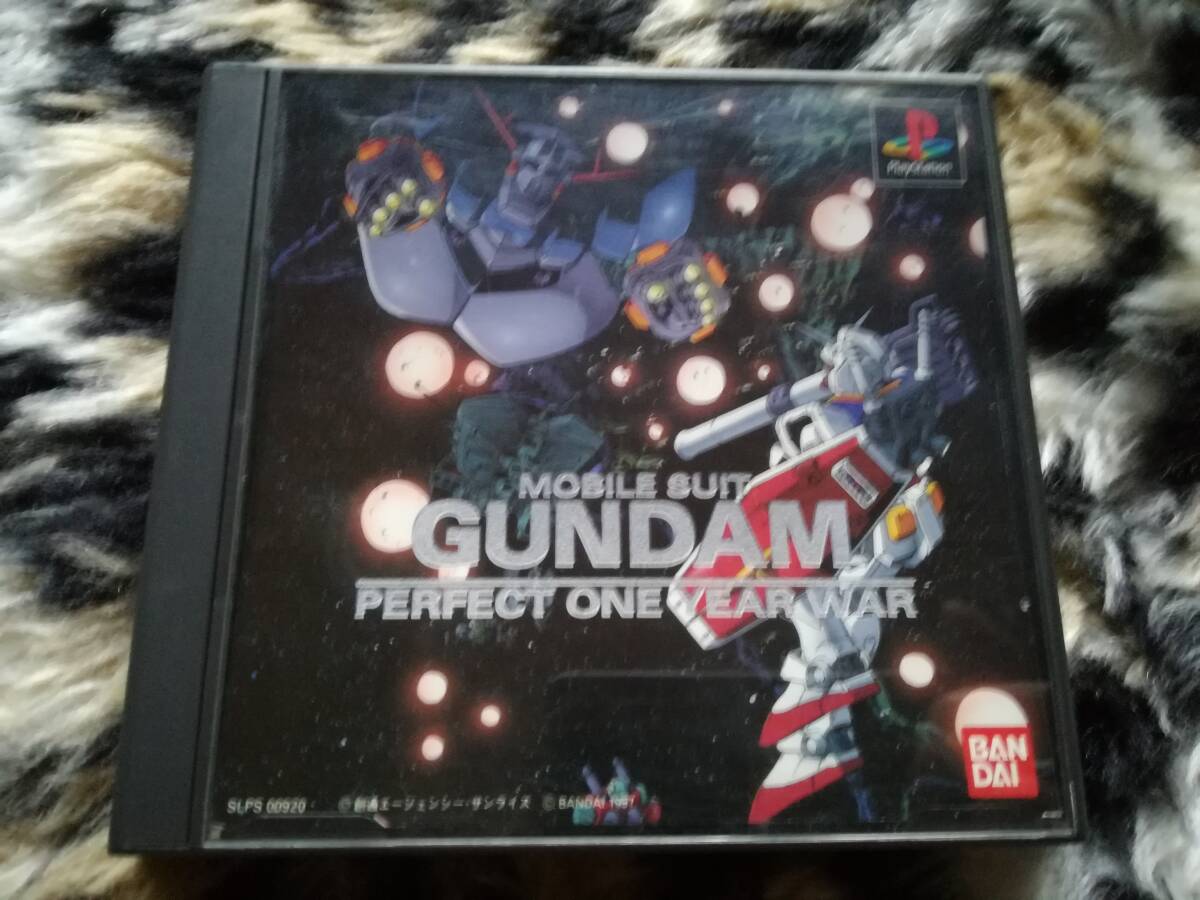 PlayStation
MOBILE SUIT
GUNDAM
PERFECT ONE YEAR WAR
BAN
DAI
SLPS 00920
©創通エージェンシー・サンライズ ©BANDAI 1997